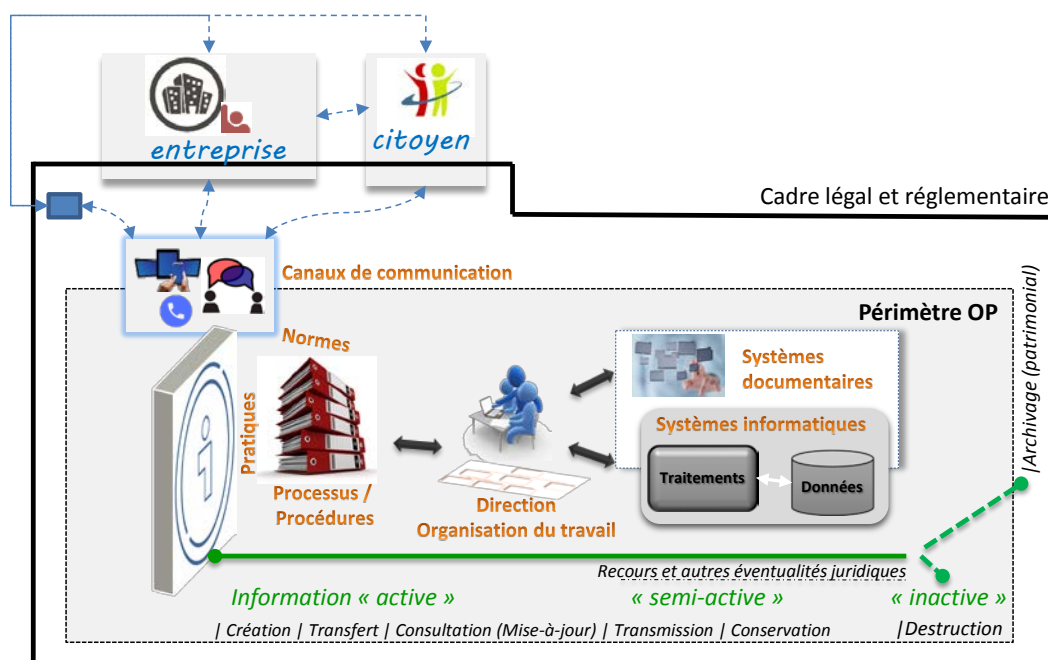 entreprise
citoyen
Cadre légal et réglementaire
Canaux de communication
Périmètre OP
Normes
Pratiques
Processus /
Procédures
Direction
Organisation du travail
Systèmes
documentaires
Systèmes informatiques
Traitements
Données
|Archivage (patrimonial)
Recours et autres éventualités juridiques
Information « active »
« semi-active »
« inactive »
| Création | Transfert | Consultation (Mise-à-jour) | Transmission | Conservation
|Destruction